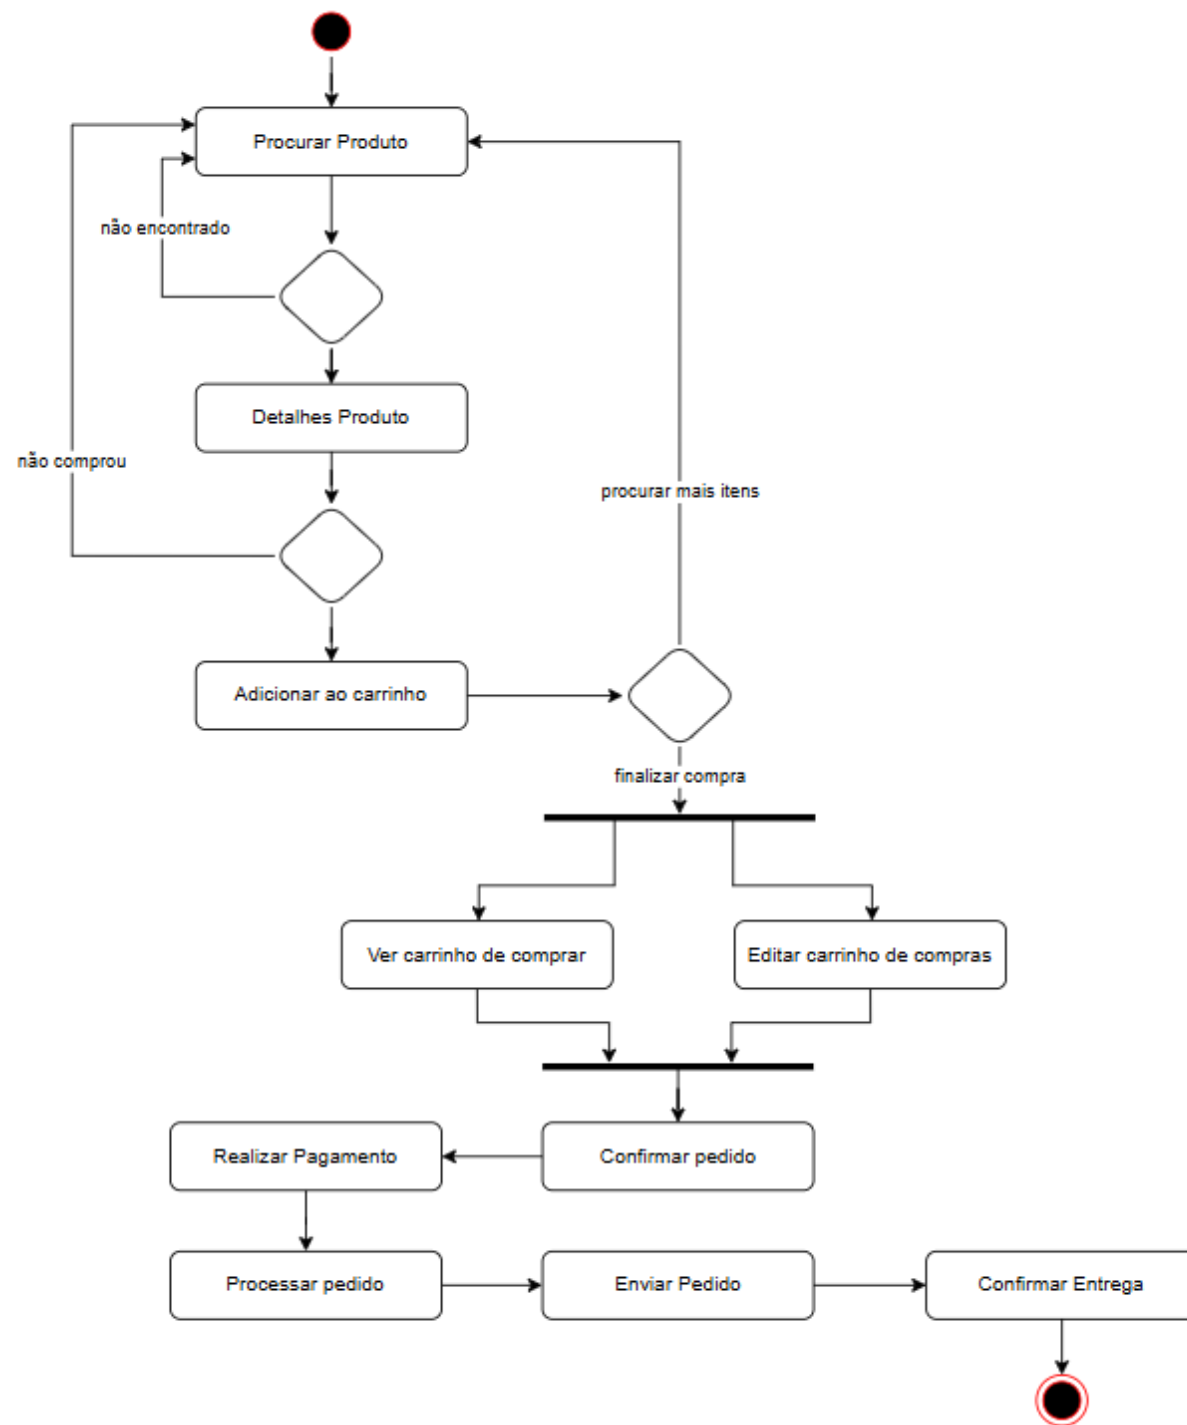 Procurar Produto
não encontrado
Detalhes Produto
não comprou
procurar mais itens
Adicionar ao carrinho
finalizar compra
Ver carrinho de comprar
Editar carrinho de compras
Realizar Pagamento
Confirmar pedido
Processar pedido
Enviar Pedido
Confirmar Entrega